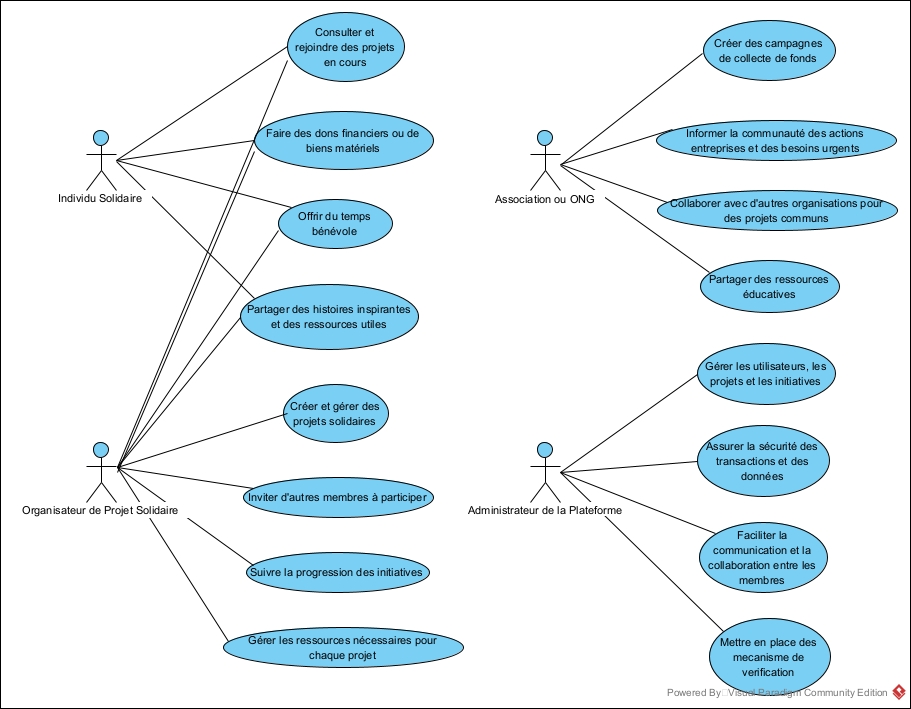 Consulter et
rejoindre des projets
en cours
Faire des dons financiers ou de
biens matériels
Individu Solidaire
Offrir du temps
bénévole
Partager des histoires inspirantes
et des ressources utiles
Créer et gérer des
projets solidaires
Organisateur de Projet Solidaire
Inviter d'autres membres à participer
Suivre la progression des initiatives
Gérer les ressources nécessaires pour
chaque projet
Créer des campagnes
de collecte de fonds
Informer la communauté des actions
entreprises et des besoins urgents
Association ou ONG
Collaborer avec d'autres organisations pour
des projets communs
Partager des ressources
éducatives
Gérer les utilisateurs, les
projets et les initiatives
Assurer la sécurité des
transactions et des
données
Administrateur de la Plateforme
Faciliter la
communication et la
collaboration entre les
membres
Mettre en place des
mecanisme de
verification
Powered By Visual Paradigm Community Edition